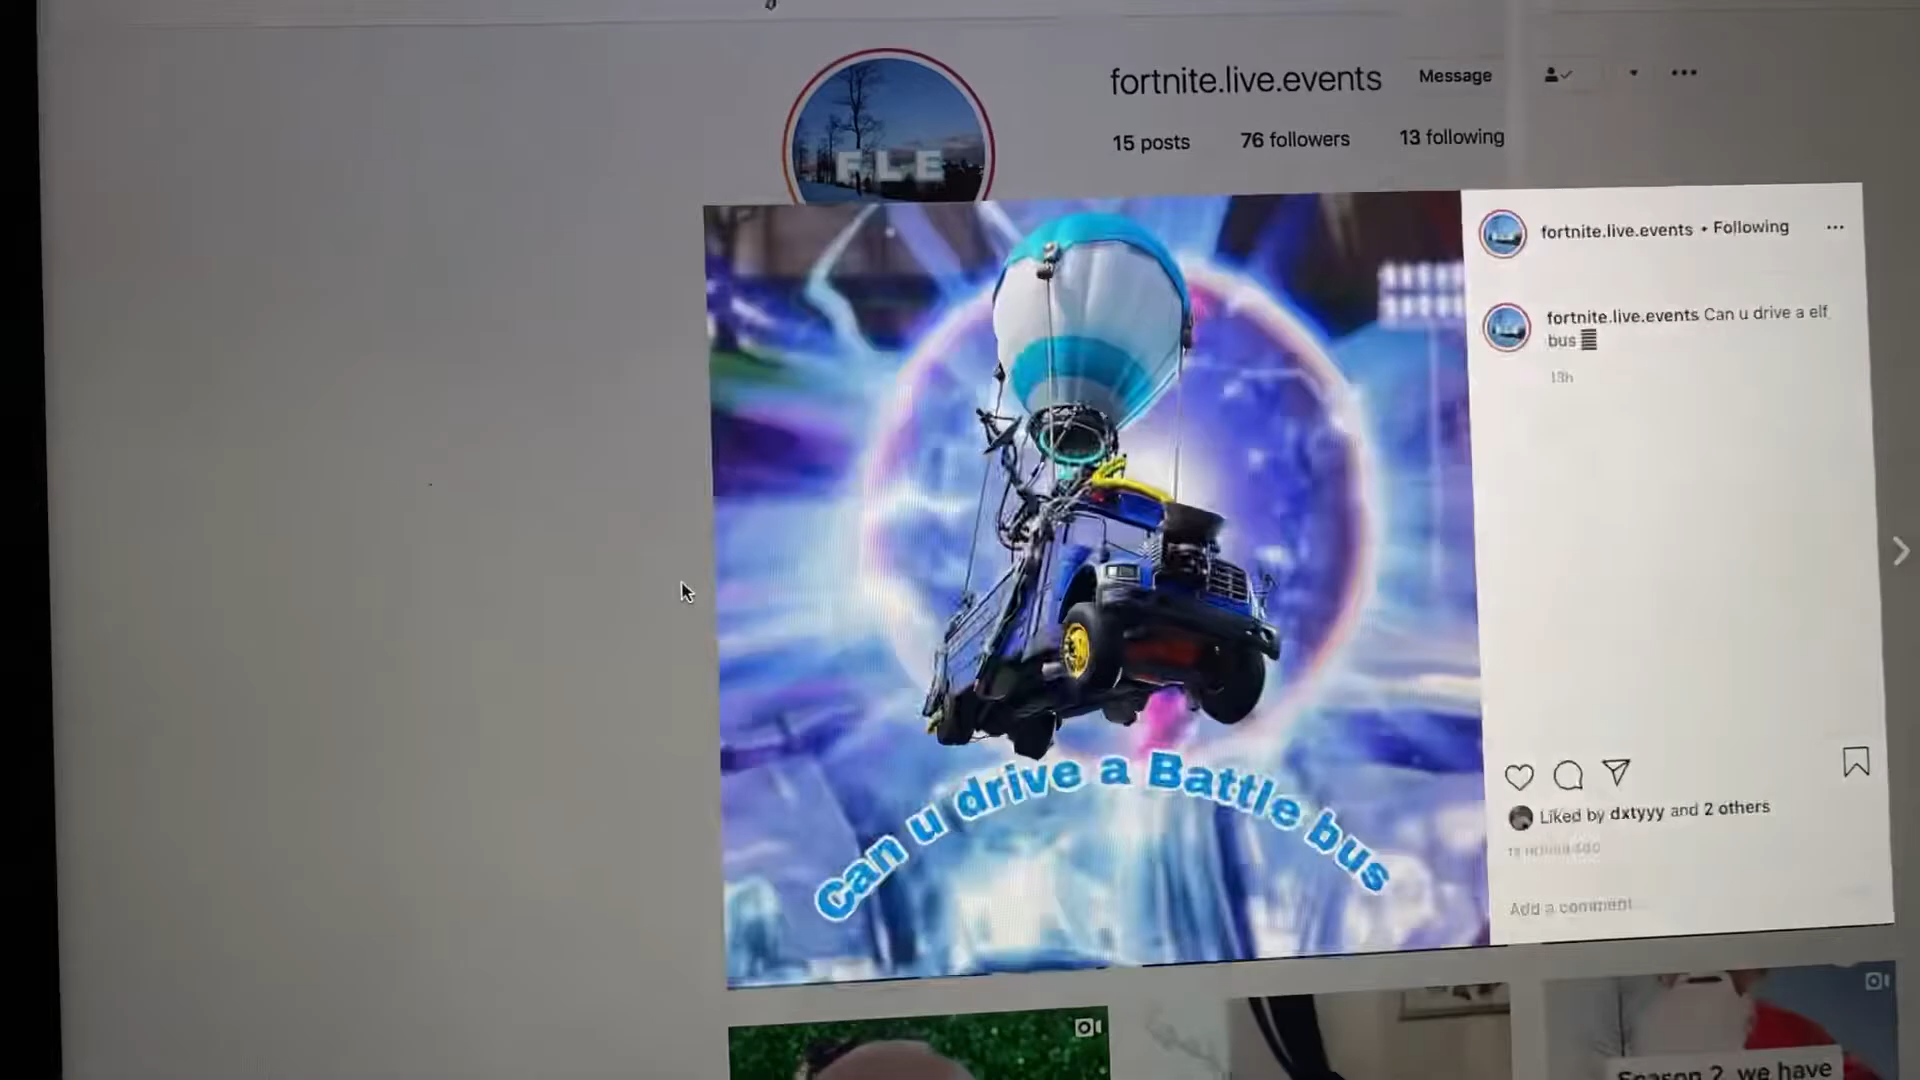 fortnite.live.events Message
15 posts 76 followers 13 following
FLE
fortnite.live.events • Following
fortnite.live.events Can u drive a elf
bus
13h
Can u drive a Battle bus
Liked by dxtyyy and 2 others
Add a comment...
Season 2, we have